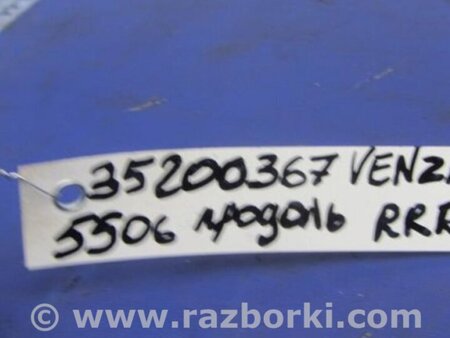 35200367 VENZ
5506 продоль RRR
© www.razborki.com